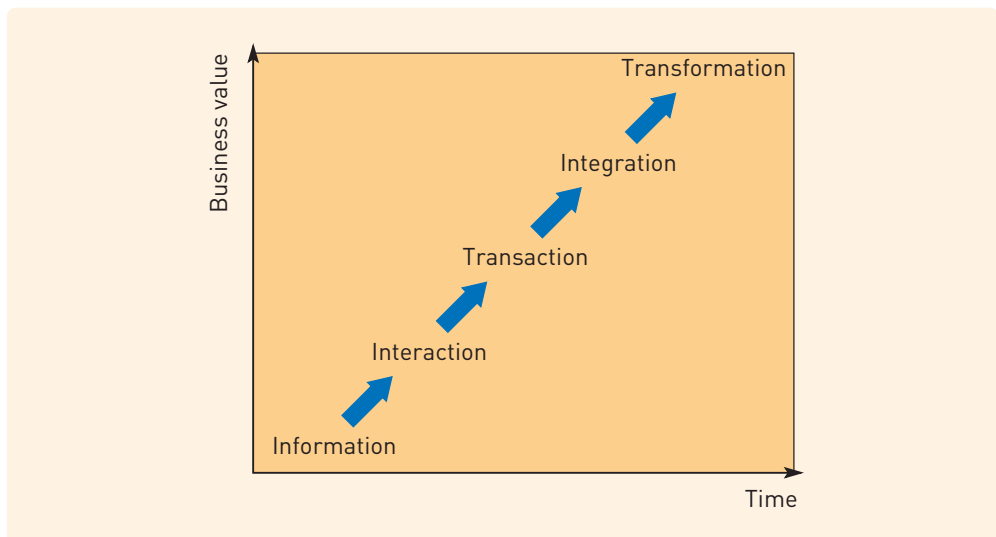 Business value
Transformation
Integration
Transaction
Interaction
Information
Time